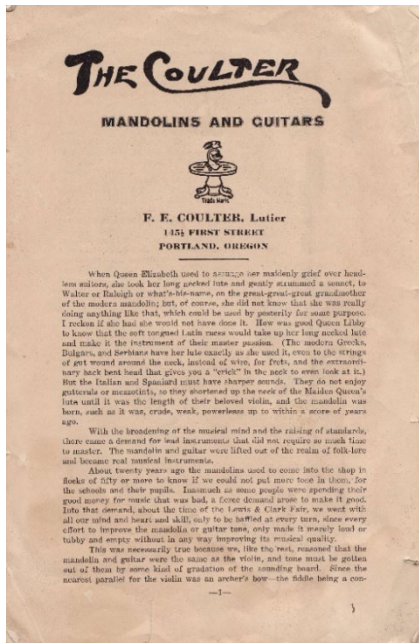 THE COULTER
MANDOLINS AND GUITARS
Trade Mark
F. E. COULTER, Lutier
145½ FIRST STREET
PORTLAND, OREGON
When Queen Elizabeth used to assuage her maidenly grief over head-
less suitors, she took her long necked lute and gently strummed a sonnet, to
Walter or Raleigh or what's-his-name, on the great-great-great grandmother
of the modern mandolin; but, of course, she did not know that she was really
doing anything like that, which could be used by posterity for some purpose.
I reckon if she had she would not have done it. How was good Queen Libby
to know that the soft tongued Latin races would take up her long necked lute
and make it the instrument of their master passion. (The modern Greeks,
Bulgars, and Serbians have her lute exactly as she used it, even to the strings
of gut wound around the neck, instead of wire, for frets, and the extraordi-
nary back bent head that gives you a "crick" in the neck to even look at it.)
But the Italian and Spaniard must have sharper sounds. They do not enjoy
gutterals or mezzotints, so they shortened up the neck of the Maiden Queen's
lute until it was the length of their beloved violin, and the mandolin was
born, such as it was, crude, weak, powerless up to within a score of years
ago.
With the broadening of the musical mind and the raising of standards,
there came a demand for lead instruments that did not require so much time
to master. The mandolin and guitar were lifted out of the realm of folk-lore
and became real musical instruments.
About twenty years ago the mandolins used to come into the shop in
flocks of fifty or more to know if we could not put more tone in them, for
the schools and their pupils. Inasmuch as some people were spending their
good money for music that was bad, a fierce demand arose to make it good.
Into that demand, about the time of the Lewis & Clark Fair, we went with
all our mind and heart and skill, only to be baffled at every turn, since every
effort to improve the mandolin or guitar tone, only made it merely loud or
tubby and empty without in any way improving its musical quality.
This was necessarily true because we, like the rest, reasoned that the
mandolin and guitar were the same as the violin, and tone must be gotten
out of them by some kind of gradation of the sounding board. Since the
nearest parallel for the violin was an archer's bow—the fiddle being a con-
—1—